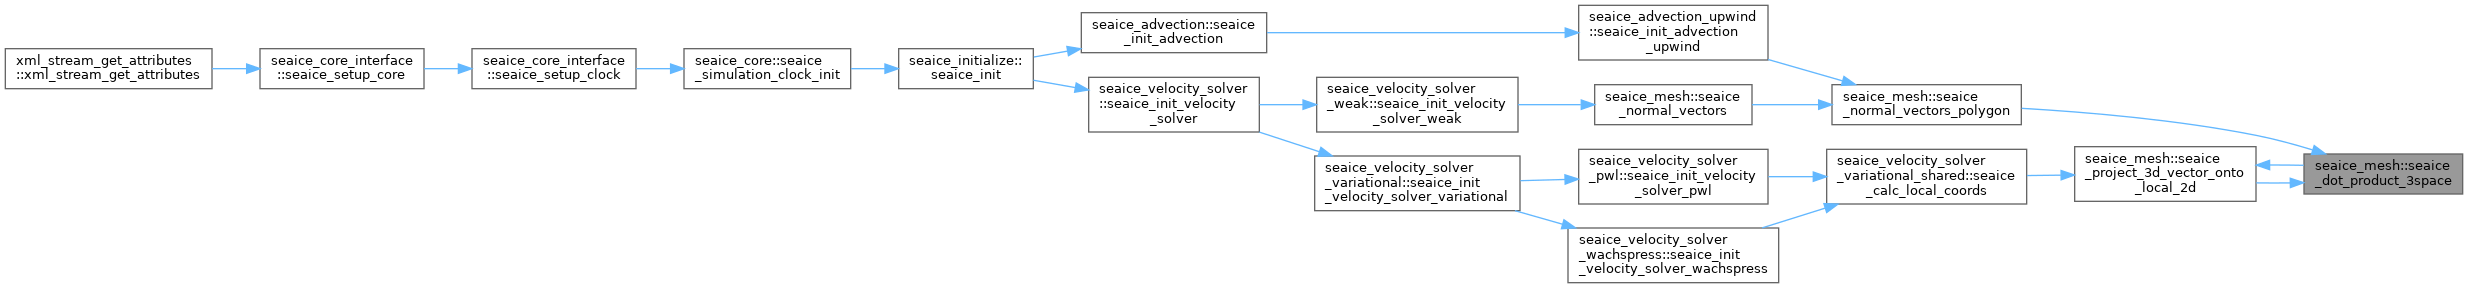 xml_stream_get_attributes
::xml_stream_get_attributes
seaice_core_interface
::seaice_setup_core
seaice_core_interface
::seaice_setup_clock
seaice_core::seaice
_simulation_clock_init
seaice_initialize::
seaice_init
seaice_advection::seaice
_init_advection
seaice_velocity_solver
::seaice_init_velocity
_solver
seaice_velocity_solver
_weak::seaice_init_velocity
_solver_weak
seaice_velocity_solver
_variational::seaice_init
_velocity_solver_variational
seaice_advection_upwind
::seaice_init_advection
_upwind
seaice_mesh::seaice
_normal_vectors
seaice_velocity_solver
_pwl::seaice_init_velocity
_solver_pwl
seaice_velocity_solver
_wachspress::seaice_init
_velocity_solver_wachspress
seaice_mesh::seaice
_normal_vectors_polygon
seaice_velocity_solver
_variational_shared::seaice
_calc_local_coords
seaice_mesh::seaice
_project_3d_vector_onto
_local_2d
seaice_mesh::seaice
_dot_product_3space